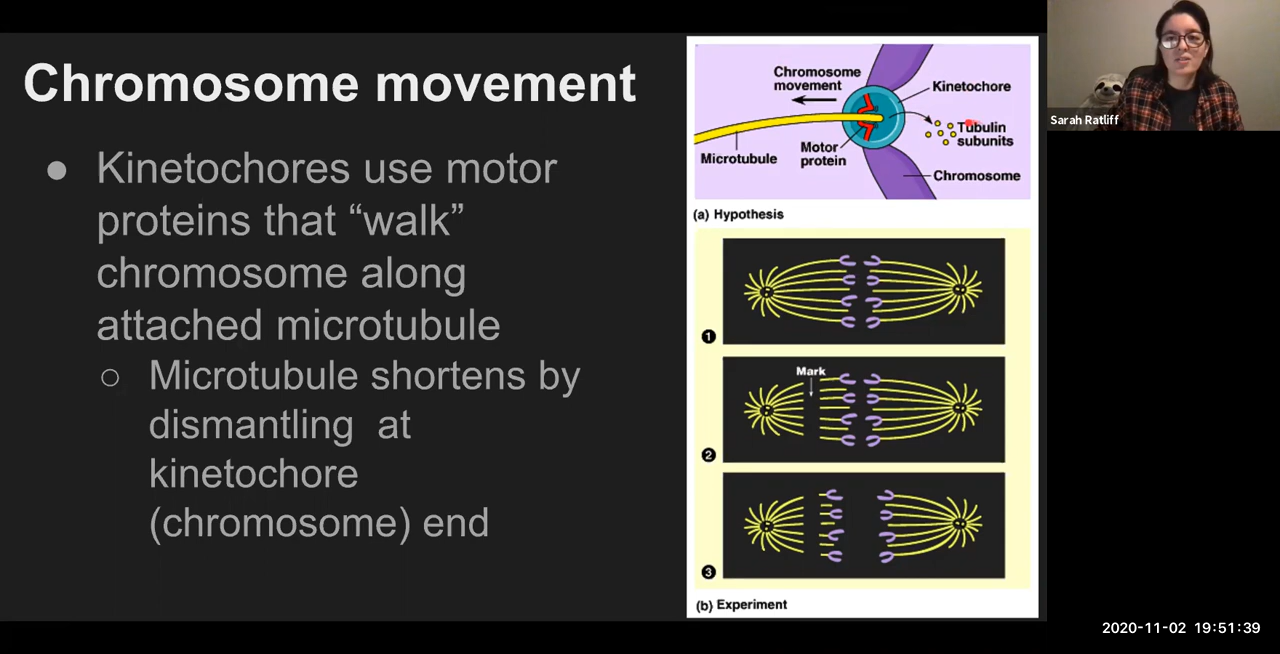 Chromosome movement
● Kinetochores use motor
proteins that “walk”
chromosome along
attached microtubule
○ Microtubule shortens by
dismantling at
kinetochore
(chromosome) end
Chromosome
movement
Kinetochore
Tubulin
subunits
Microtubule
Motor
protein
Chromosome
(a) Hypothesis
1
Mark
2
3
(b) Experiment
Sarah Ratliff
2020-11-02 19:51:39